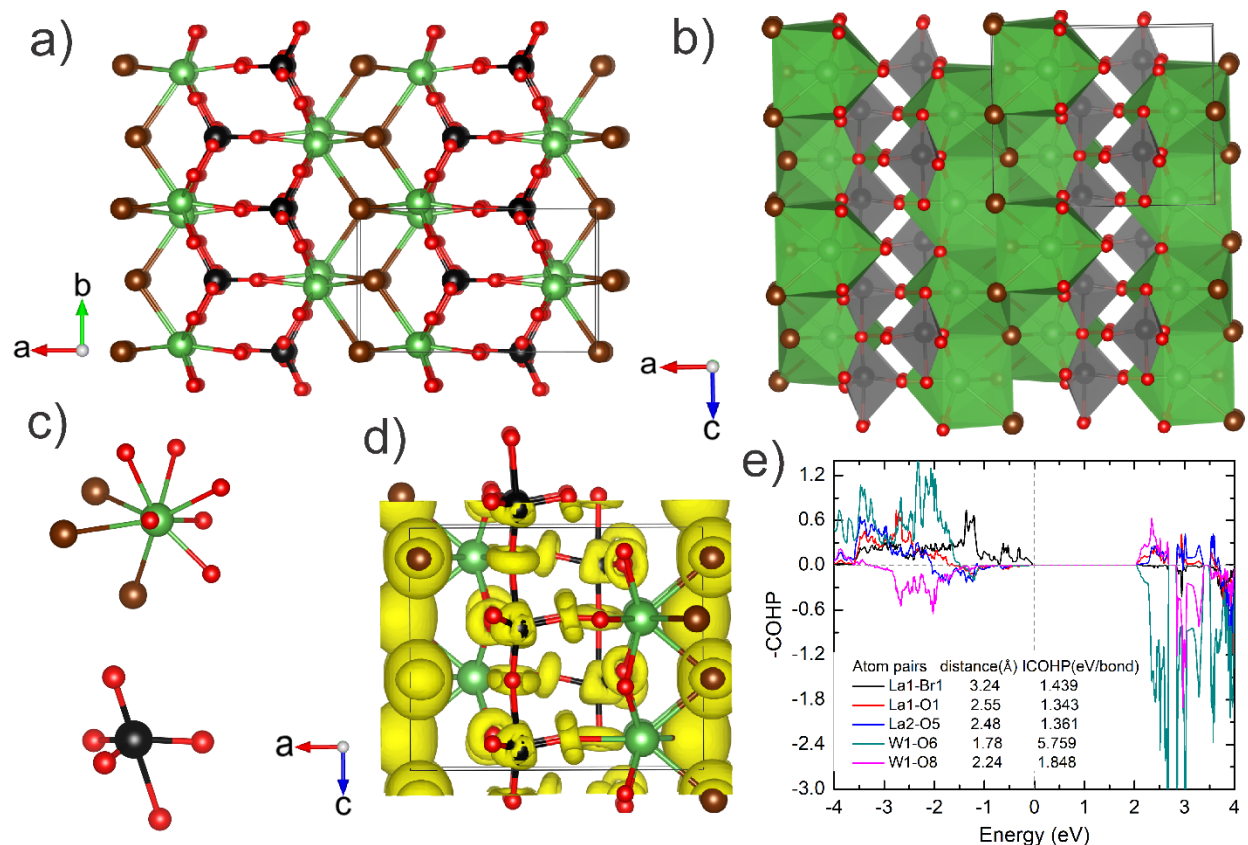 a)
b
a
b)
a
c
c)
d)
a
c
e)
-COHP
1.2
0.6
0.0
-0.6
-1.2
-1.8
-2.4
-3.0
Atom pairs distance(Å) ICOHP(eV/bond)
La1-Br1 3.24 1.439
La1-O1 2.55 1.343
La2-O5 2.48 1.361
W1-O6 1.78 5.759
W1-O8 2.24 1.848
-4 -3 -2 -1 0 1 2 3 4
Energy (eV)